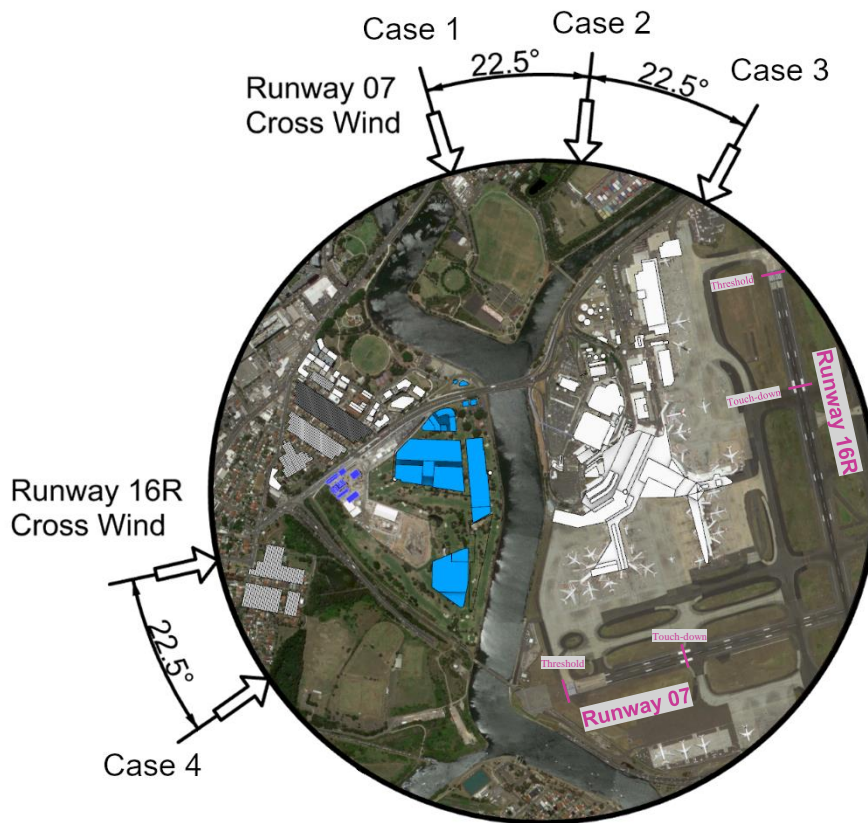 Case 1
Case 2
Case 3
22.5°
22.5°
Runway 07
Cross Wind
Threshold
Runway 16R
Touch-down
Runway 16R
Cross Wind
22.5°
Touch-down
Threshold
Runway 07
Case 4